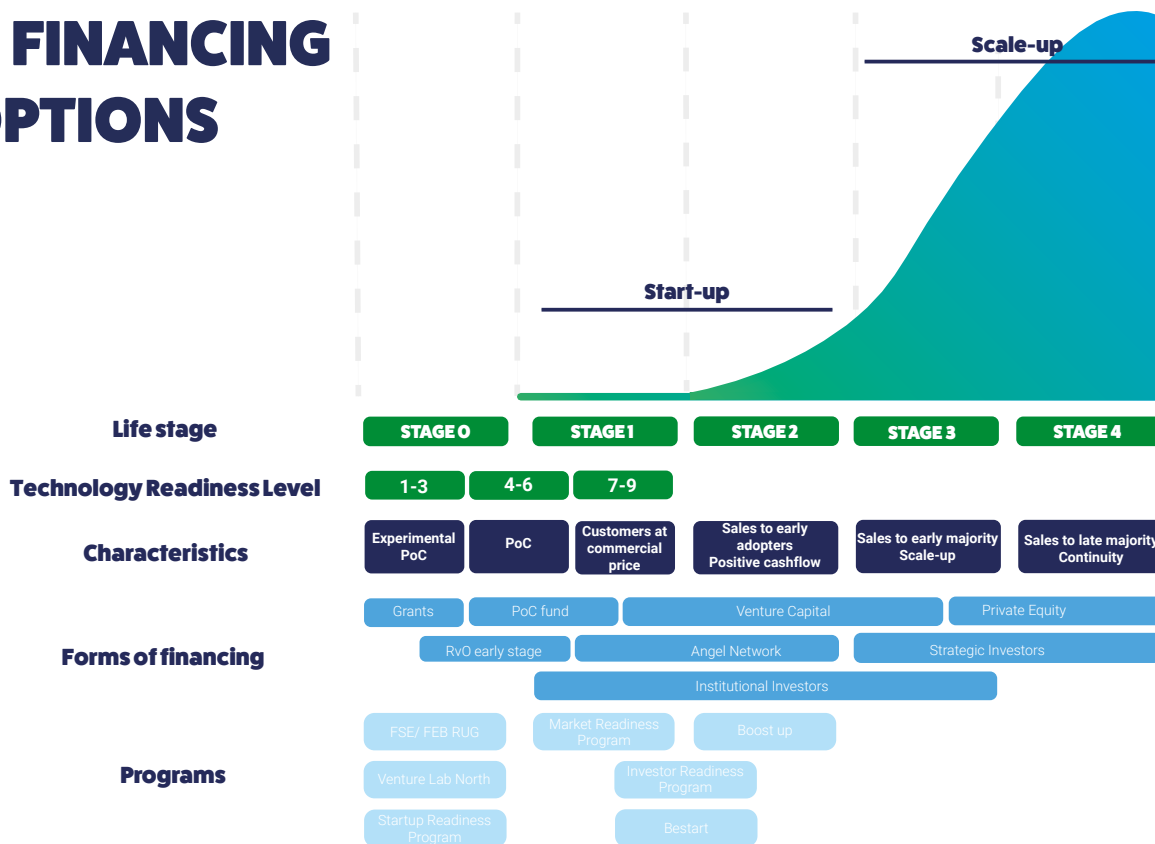 FINANCING
OPTIONS
Scale-up
Start-up
Life stage
STAGE 0
STAGE 1
STAGE 2
STAGE 3
STAGE 4
Technology Readiness Level
1-3
4-6
7-9
Characteristics
Experimental
PoC
PoC
Customers at
commercial
price
Sales to early
adopters
Positive cashflow
Sales to early majority
Scale-up
Sales to late majority
Continuity
Forms of financing
Grants
PoC fund
Venture Capital
Private Equity
RvO early stage
Angel Network
Strategic Investors
Institutional Investors
Programs
FSE/ FEB RUG
Market Readiness
Program
Boost up
Venture Lab North
Investor Readiness
Program
Startup Readiness
Program
Bestart